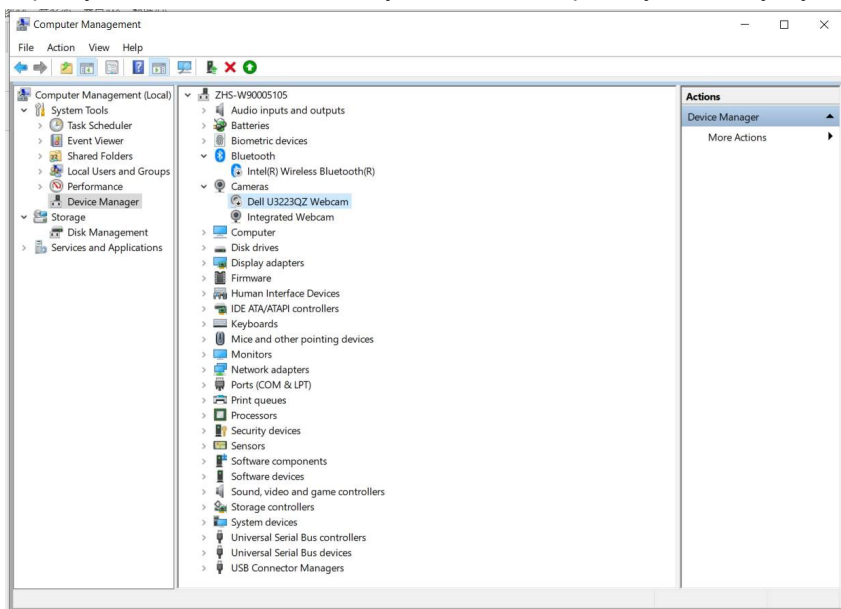 Computer Management
File Action View Help
Computer Management (Local)
System Tools
Task Scheduler
Event Viewer
Shared Folders
Local Users and Groups
Performance
Device Manager
Storage
Disk Management
Services and Applications
ZHS-W90005105
Audio inputs and outputs
Batteries
Biometric devices
Bluetooth
Intel(R) Wireless Bluetooth(R)
Cameras
Dell U3223QZ Webcam
Integrated Webcam
Computer
Disk drives
Display adapters
Firmware
Human Interface Devices
IDE ATA/ATAPI controllers
Keyboards
Mice and other pointing devices
Monitors
Network adapters
Ports (COM & LPT)
Print queues
Processors
Security devices
Sensors
Software components
Software devices
Sound, video and game controllers
Storage controllers
System devices
Universal Serial Bus controllers
Universal Serial Bus devices
USB Connector Managers
Actions
Device Manager
More Actions